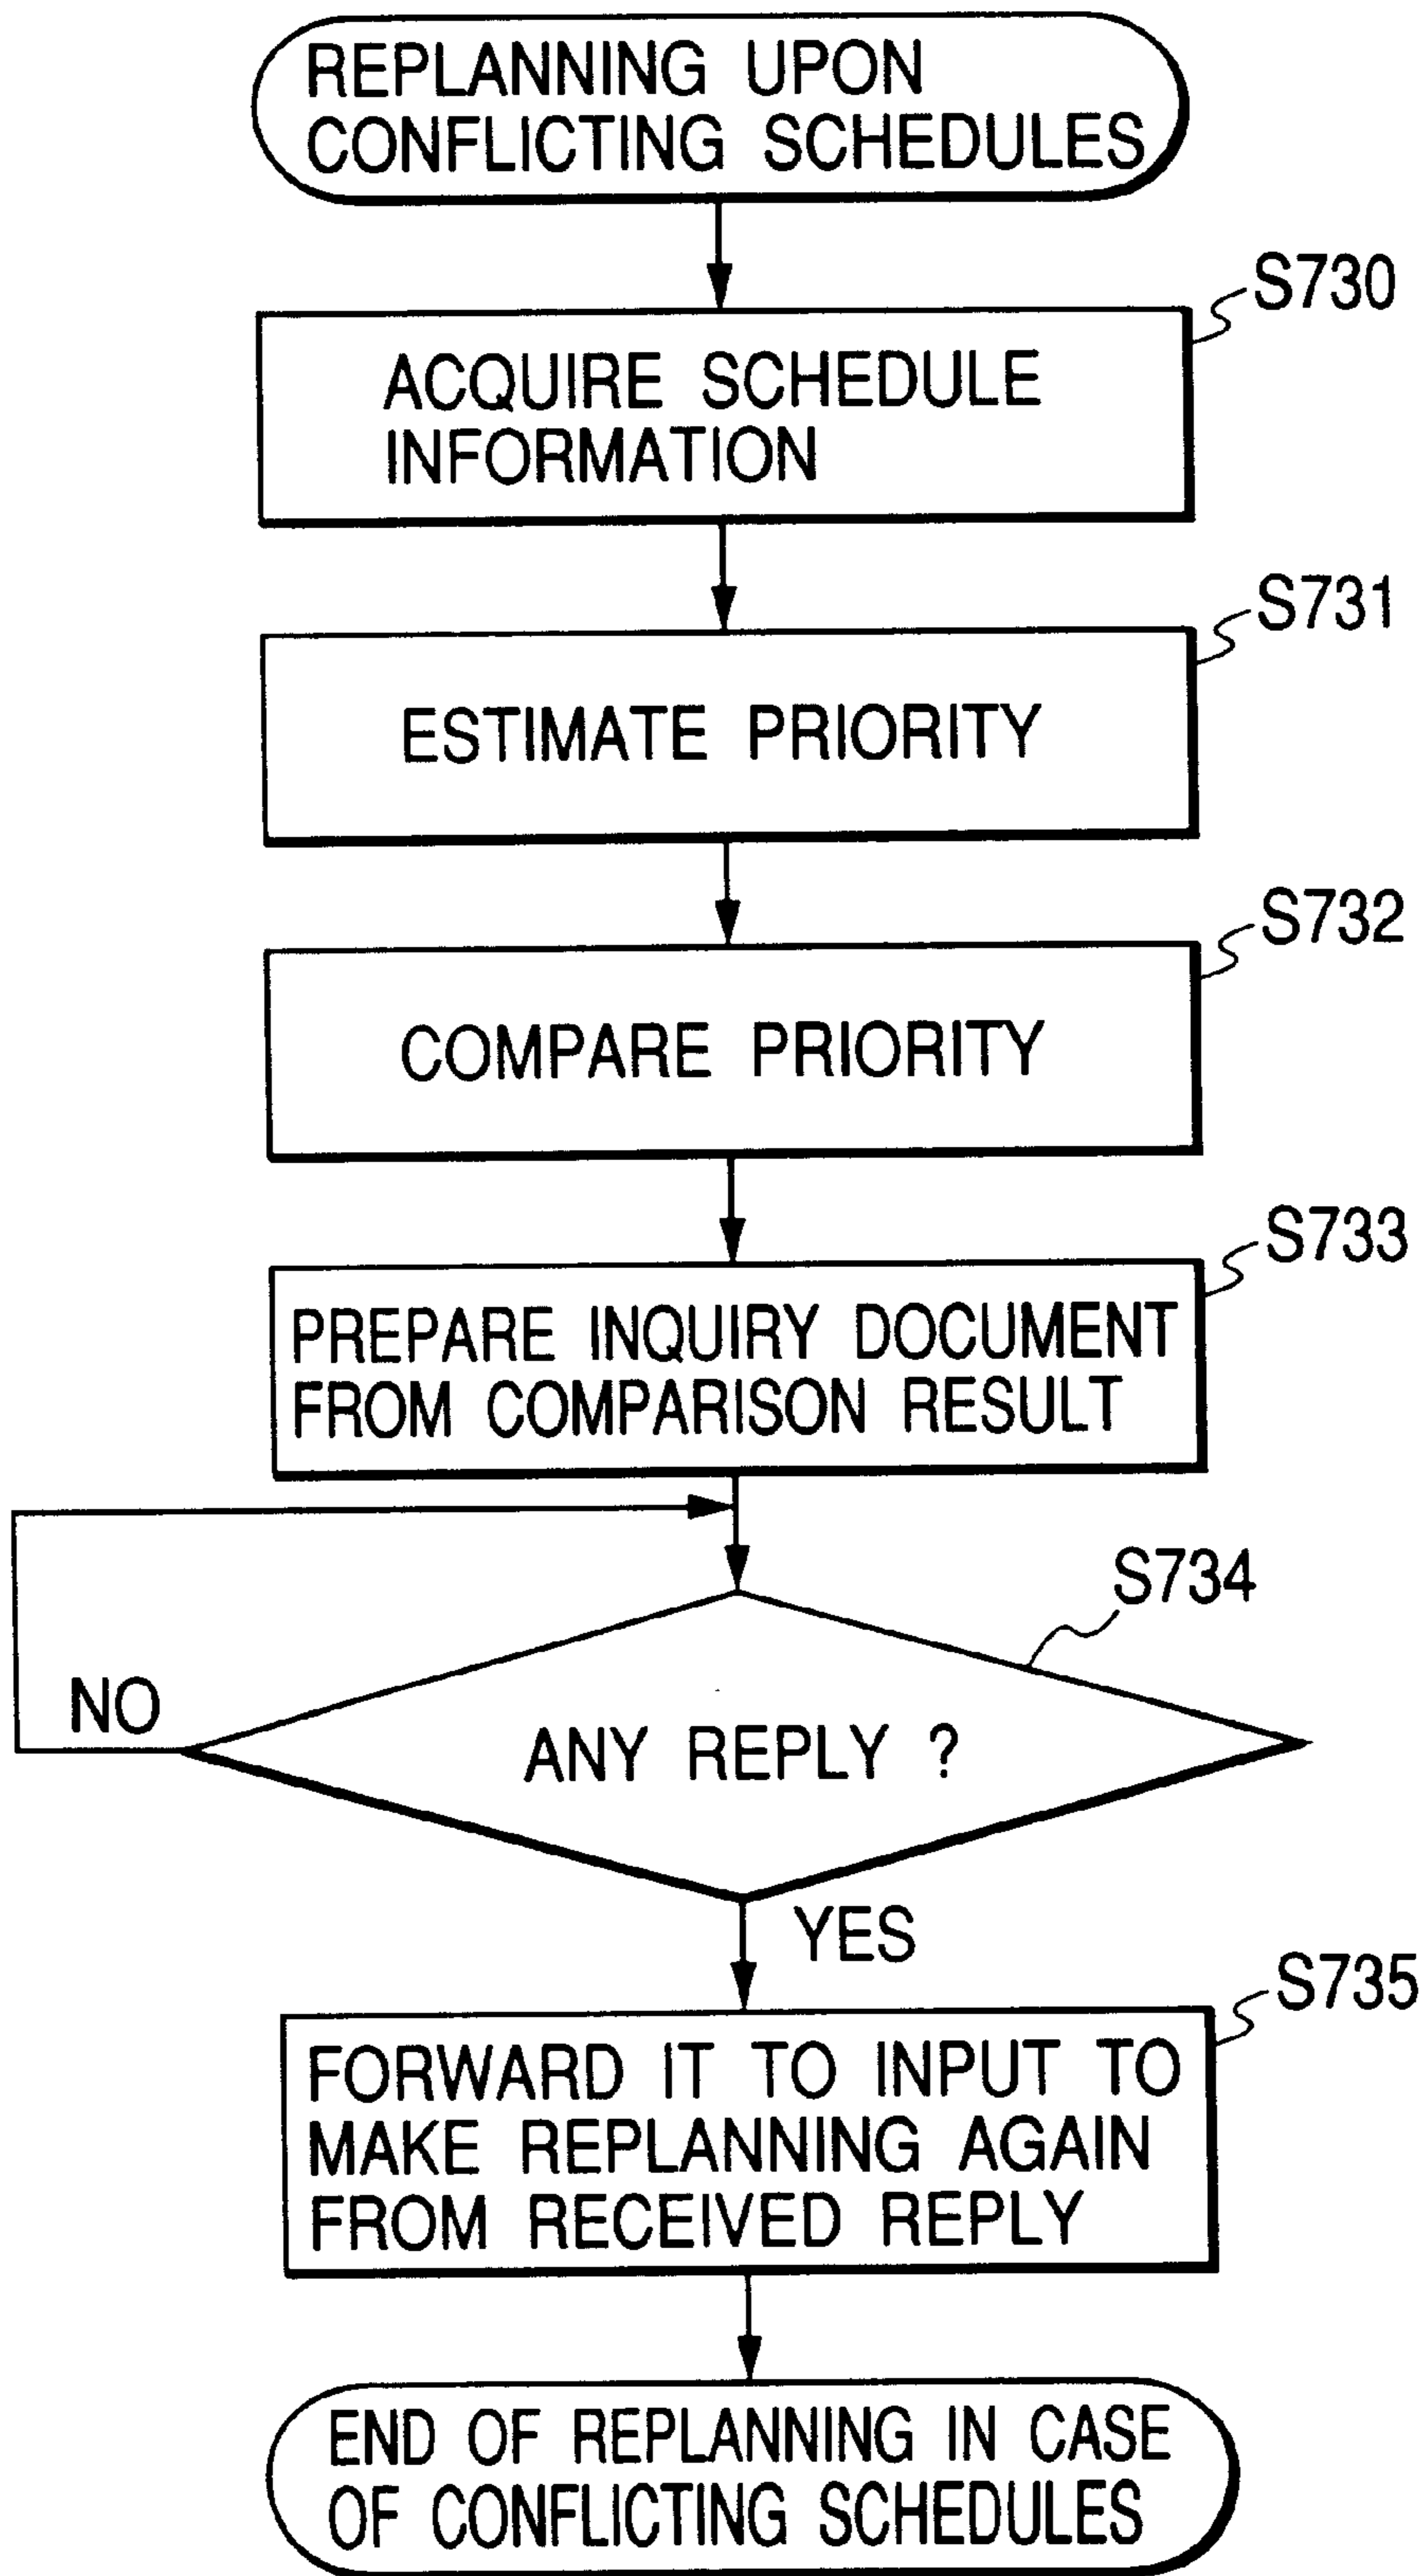 REPLANNING UPON
CONFLICTING SCHEDULES
S730
ACQUIRE SCHEDULE
INFORMATION
S731
ESTIMATE PRIORITY
S732
COMPARE PRIORITY
S733
PREPARE INQUIRY DOCUMENT
FROM COMPARISON RESULT
S734
NO
ANY REPLY ?
YES
S735
FORWARD IT TO INPUT TO
MAKE REPLANNING AGAIN
FROM RECEIVED REPLY
END OF REPLANNING IN CASE
OF CONFLICTING SCHEDULES